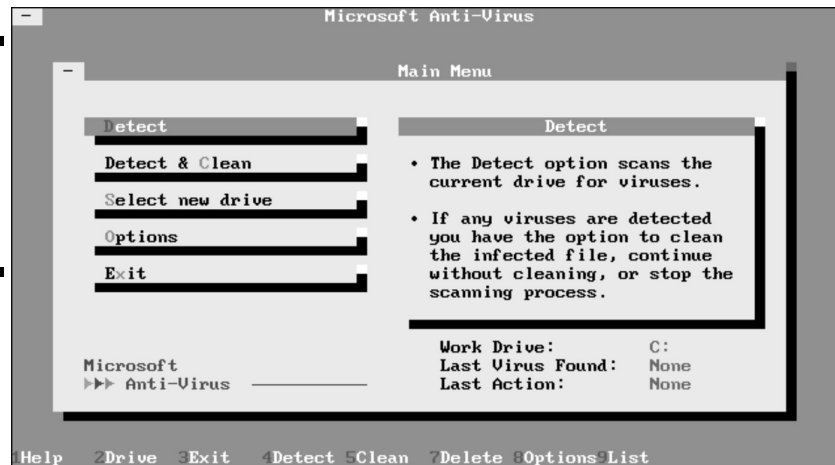 Microsoft Anti-Virus
Main Menu
Detect
Detect & Clean
Select new drive
Options
Exit
Detect
• The Detect option scans the
current drive for viruses.
• If any viruses are detected
you have the option to clean
the infected file, continue
without cleaning, or stop the
scanning process.
Microsoft
▶▶▶ Anti-Virus
Work Drive: C:
Last Virus Found: None
Last Action: None
1Help 2Drive 3Exit 4Detect 5Clean 7Delete 8Options 9List